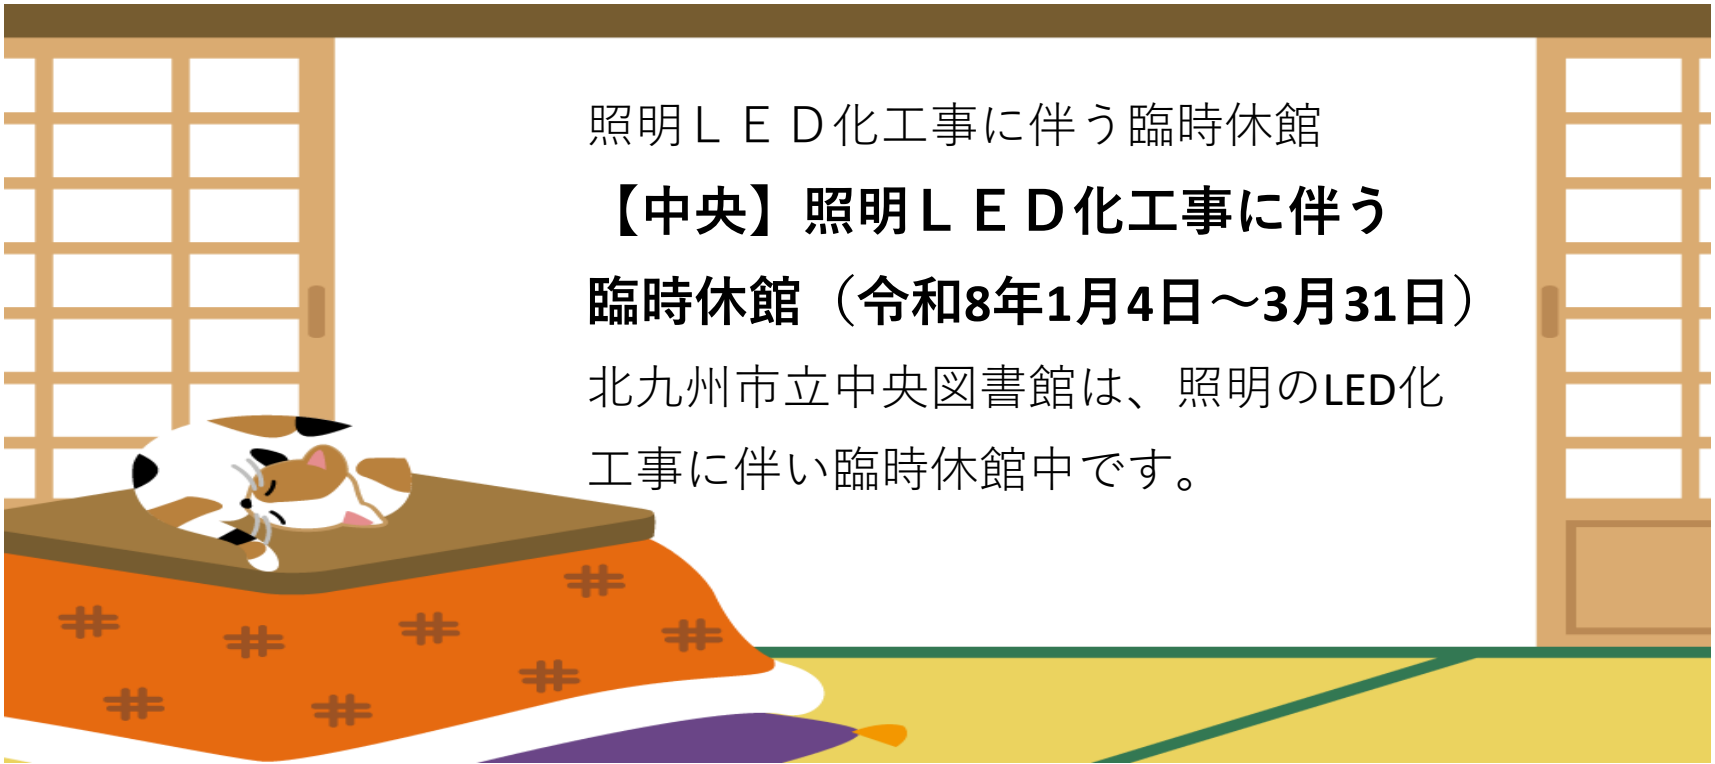 照明ＬＥＤ化工事に伴う臨時休館
【中央】照明ＬＥＤ化工事に伴う
臨時休館（令和8年1月4日～3月31日）
北九州市立中央図書館は、照明のLED化
工事に伴い臨時休館中です。